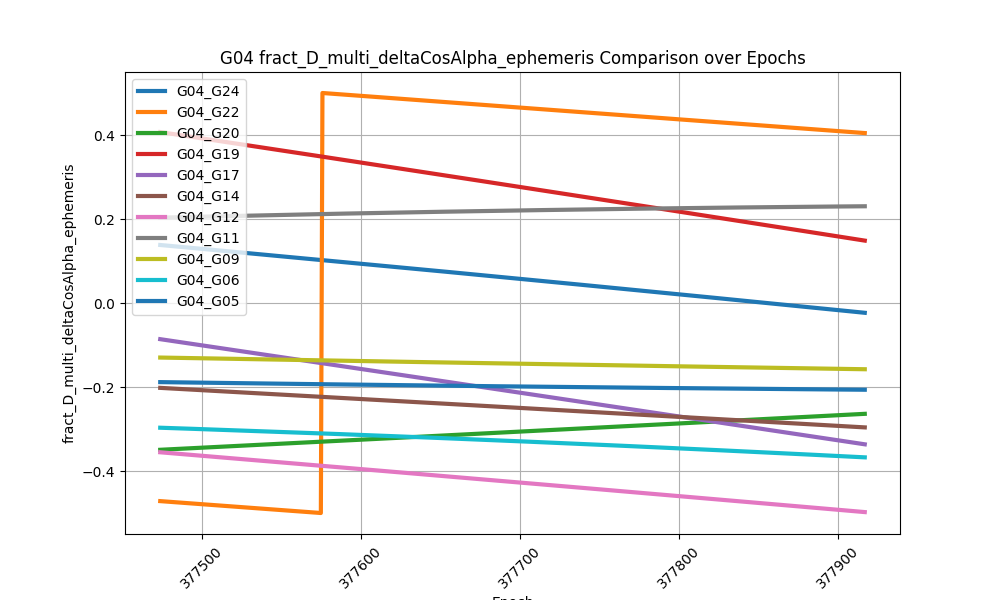 G04 fract_D_multi_deltaCosAlpha_ephemeris Comparison over Epochs
fract_D_multi_deltaCosAlpha_ephemeris
0.4
0.2
0.0
−0.2
−0.4
G04_G24
G04_G22
G04_G20
G04_G19
G04_G17
G04_G14
G04_G12
G04_G11
G04_G09
G04_G06
G04_G05
377500
377600
377700
377800
377900
Epoch